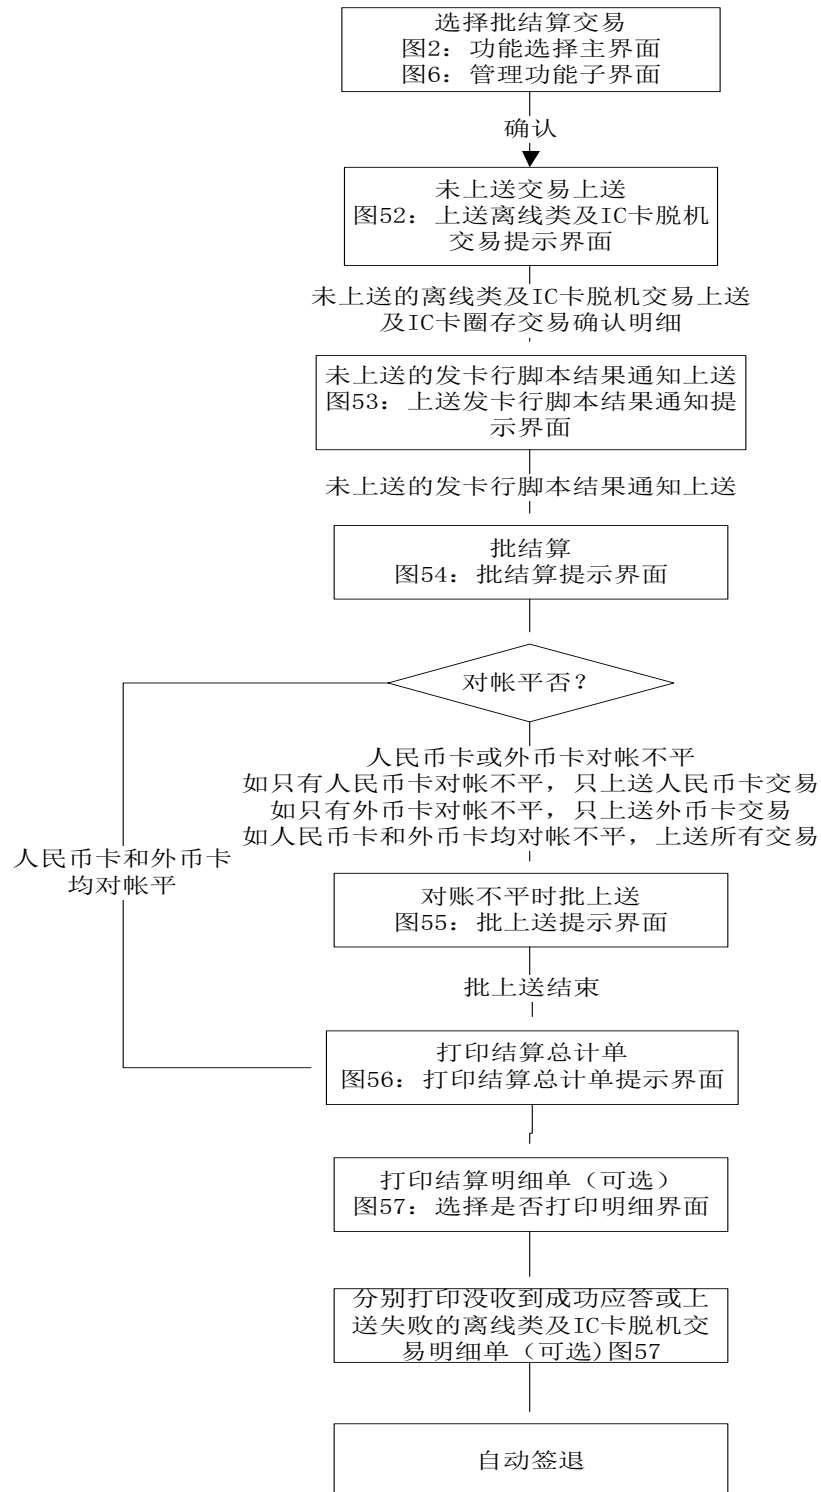 选择批结算交易
图2：功能选择主界面
图6：管理功能子界面
确认
未上送交易上送
图52：上送离线类及IC卡脱机
交易提示界面
未上送的离线类及IC卡脱机交易上送
及IC卡圈存交易确认明细
未上送的发卡行脚本结果通知上送
图53：上送发卡行脚本结果通知提
示界面
未上送的发卡行脚本结果通知上送
批结算
图54：批结算提示界面
对帐平否？
人民币卡或外币卡对帐不平
如只有人民币卡对帐不平，只上送人民币卡交易
如只有外币卡对帐不平，只上送外币卡交易
如人民币卡和外币卡均对帐不平，上送所有交易
人民币卡和外币卡
均对帐平
对账不平时批上送
图55：批上送提示界面
批上送结束
打印结算总计单
图56：打印结算总计单提示界面
打印结算明细单（可选）
图57：选择是否打印明细界面
分别打印没收到成功应答或上
送失败的离线类及IC卡脱机交
易明细单（可选)图57
自动签退